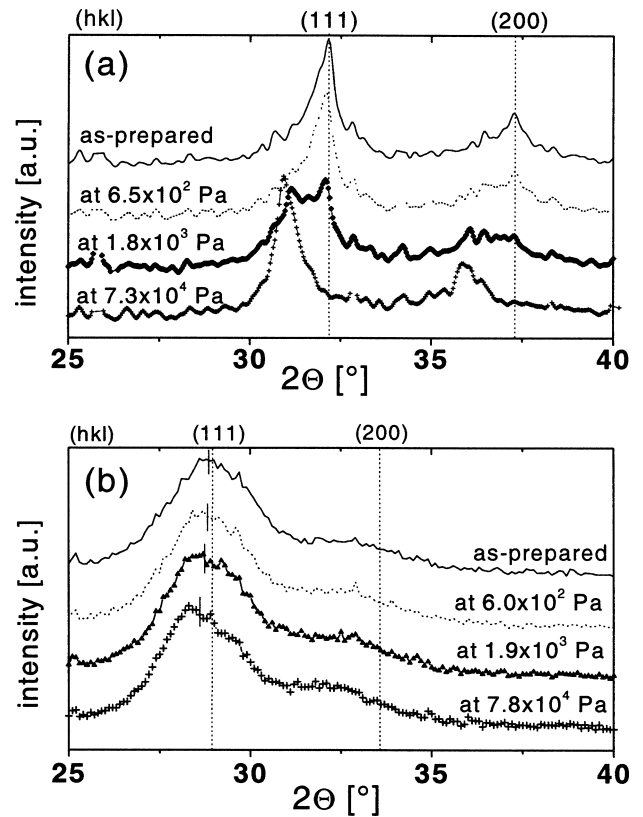 (hkl) (111) (200)
(a)
as-prepared
at 6.5x10² Pa
at 1.8x10³ Pa
at 7.3x10⁴ Pa
intensity [a.u.]
25 30 35 40
2Θ [°]
(hkl) (111) (200)
(b)
as-prepared
at 6.0x10² Pa
at 1.9x10³ Pa
at 7.8x10⁴ Pa
intensity [a.u.]
25 30 35 40
2Θ [°]